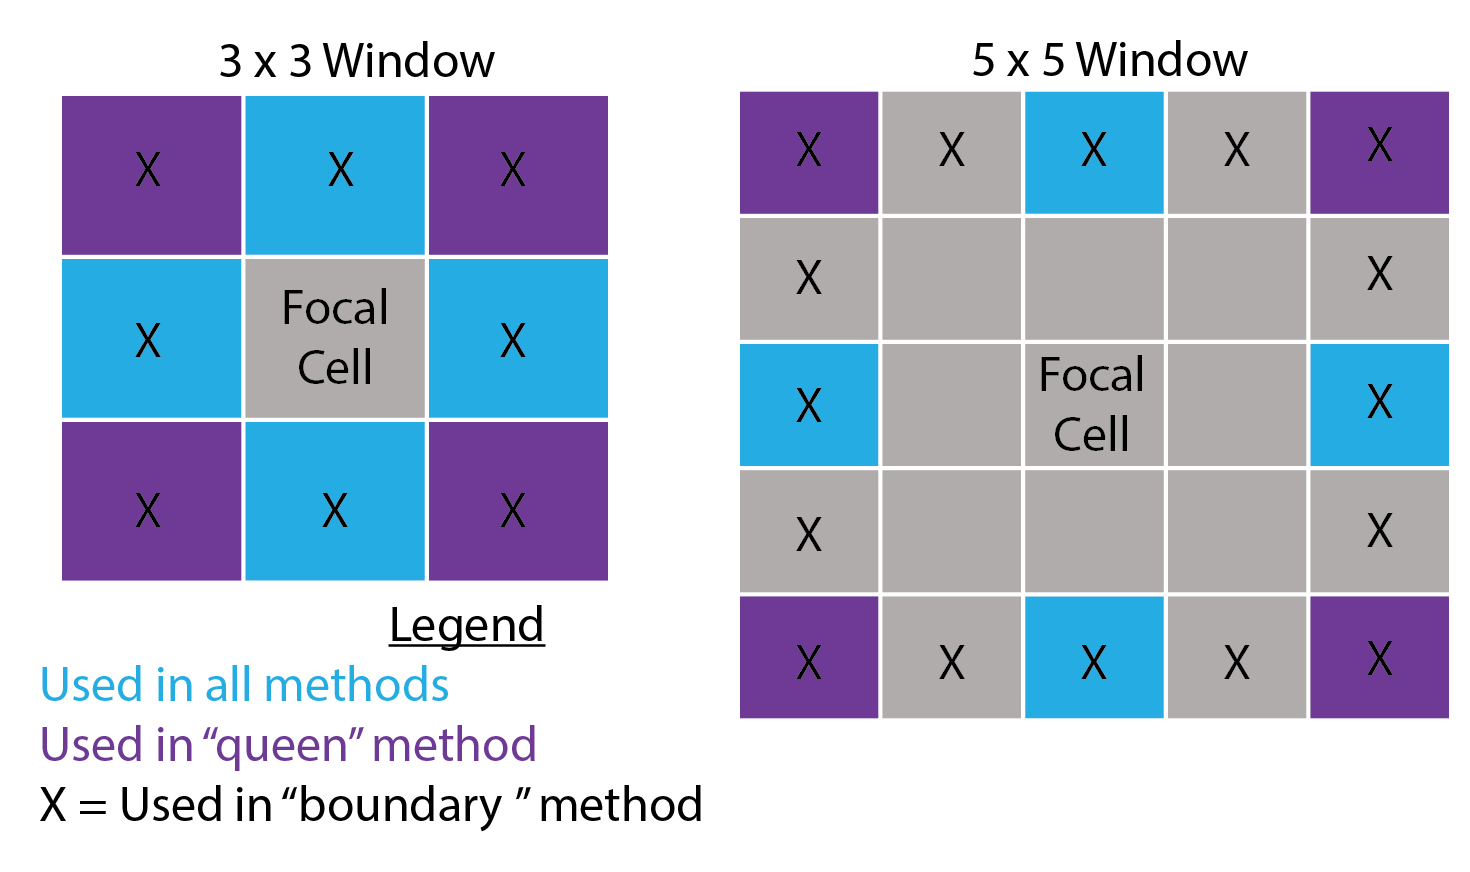 3 x 3 Window
X X X
X Focal Cell X
X X X
5 x 5 Window
X X X X X
X X
X Focal Cell X
X X
X X X X X
Legend
Used in all methods
Used in “queen” method
X = Used in “boundary ” method